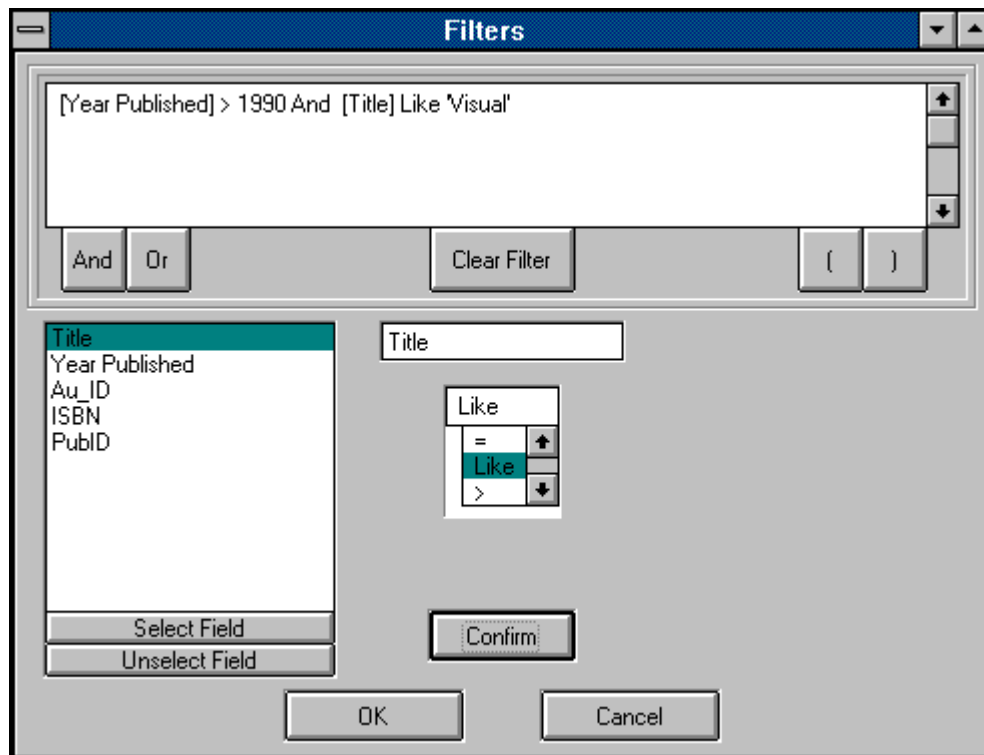 Filters
[Year Published] > 1990 And  [Title] Like 'Visual'
And Or Clear Filter ( )
Title
Year Published
Au_ID
ISBN
PubID
Select Field
Unselect Field
Title
Like
=
Like
>
Confirm
OK Cancel